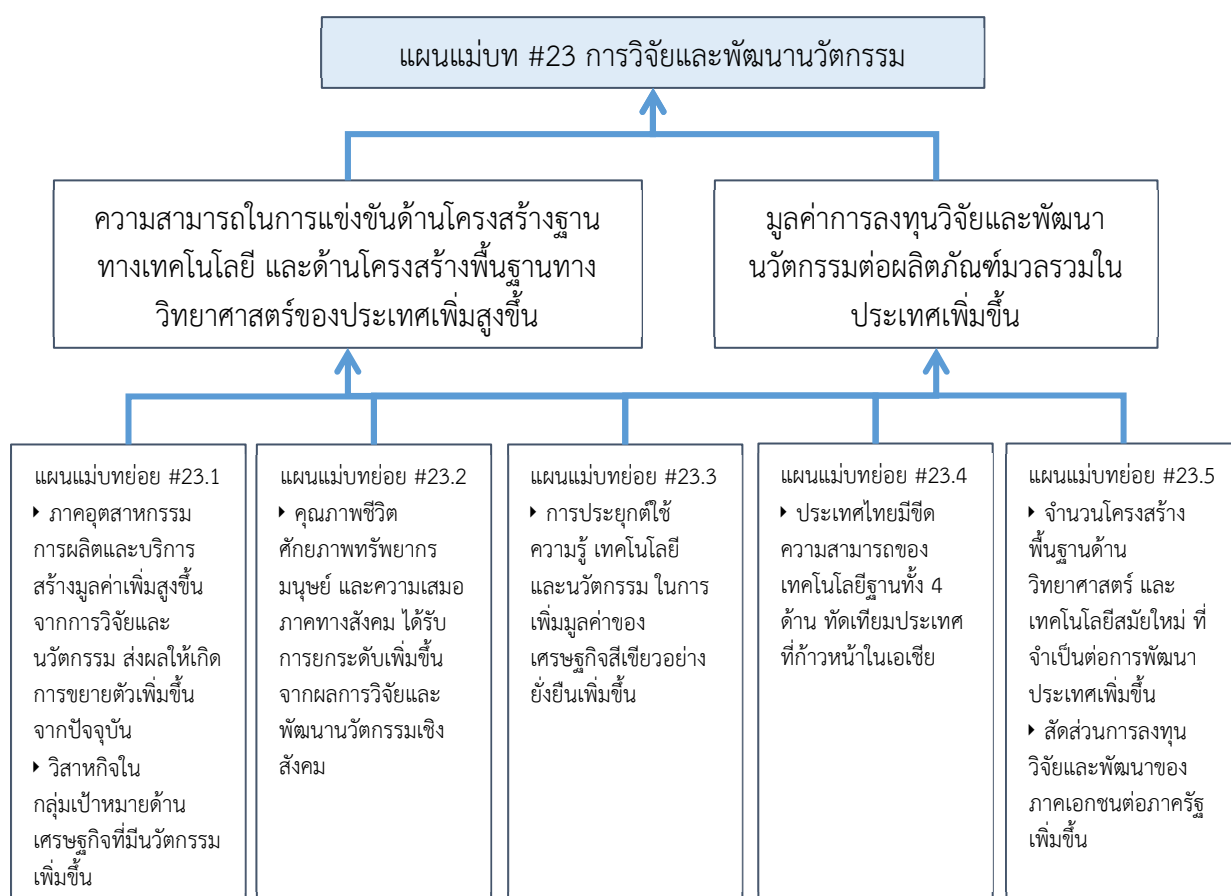 แผนแม่บท #23 การวิจัยและพัฒนานวัตกรรม
ความสามารถในการแข่งขันด้านโครงสร้างฐาน
ทางเทคโนโลยี และด้านโครงสร้างพื้นฐานทาง
วิทยาศาสตร์ของประเทศเพิ่มสูงขึ้น
มูลค่าการลงทุนวิจัยและพัฒนา
นวัตกรรมต่อผลิตภัณฑ์มวลรวมใน
ประเทศเพิ่มขึ้น
แผนแม่บทย่อย #23.1
‣ ภาคอุตสาหกรรม
การผลิตและบริการ
สร้างมูลค่าเพิ่มสูงขึ้น
จากการวิจัยและ
นวัตกรรม ส่งผลให้เกิด
การขยายตัวเพิ่มขึ้น
จากปัจจุบัน
‣ วิสาหกิจใน
กลุ่มเป้าหมายด้าน
เศรษฐกิจที่มีนวัตกรรม
เพิ่มขึ้น
แผนแม่บทย่อย #23.2
‣ คุณภาพชีวิต
ศักยภาพทรัพยากร
มนุษย์ และความเสมอ
ภาคทางสังคม ได้รับ
การยกระดับเพิ่มขึ้น
จากผลการวิจัยและ
พัฒนานวัตกรรมเชิง
สังคม
แผนแม่บทย่อย #23.3
‣ การประยุกต์ใช้
ความรู้ เทคโนโลยี
และนวัตกรรม ในการ
เพิ่มมูลค่าของ
เศรษฐกิจสีเขียวอย่าง
ยั่งยืนเพิ่มขึ้น
แผนแม่บทย่อย #23.4
‣ ประเทศไทยมีขีด
ความสามารถของ
เทคโนโลยีฐานทั้ง 4
ด้าน ทัดเทียมประเทศ
ที่ก้าวหน้าในเอเชีย
แผนแม่บทย่อย #23.5
‣ จำนวนโครงสร้าง
พื้นฐานด้าน
วิทยาศาสตร์ และ
เทคโนโลยีสมัยใหม่ ที่
จำเป็นต่อการพัฒนา
ประเทศเพิ่มขึ้น
‣ สัดส่วนการลงทุน
วิจัยและพัฒนาของ
ภาคเอกชนต่อภาครัฐ
เพิ่มขึ้น